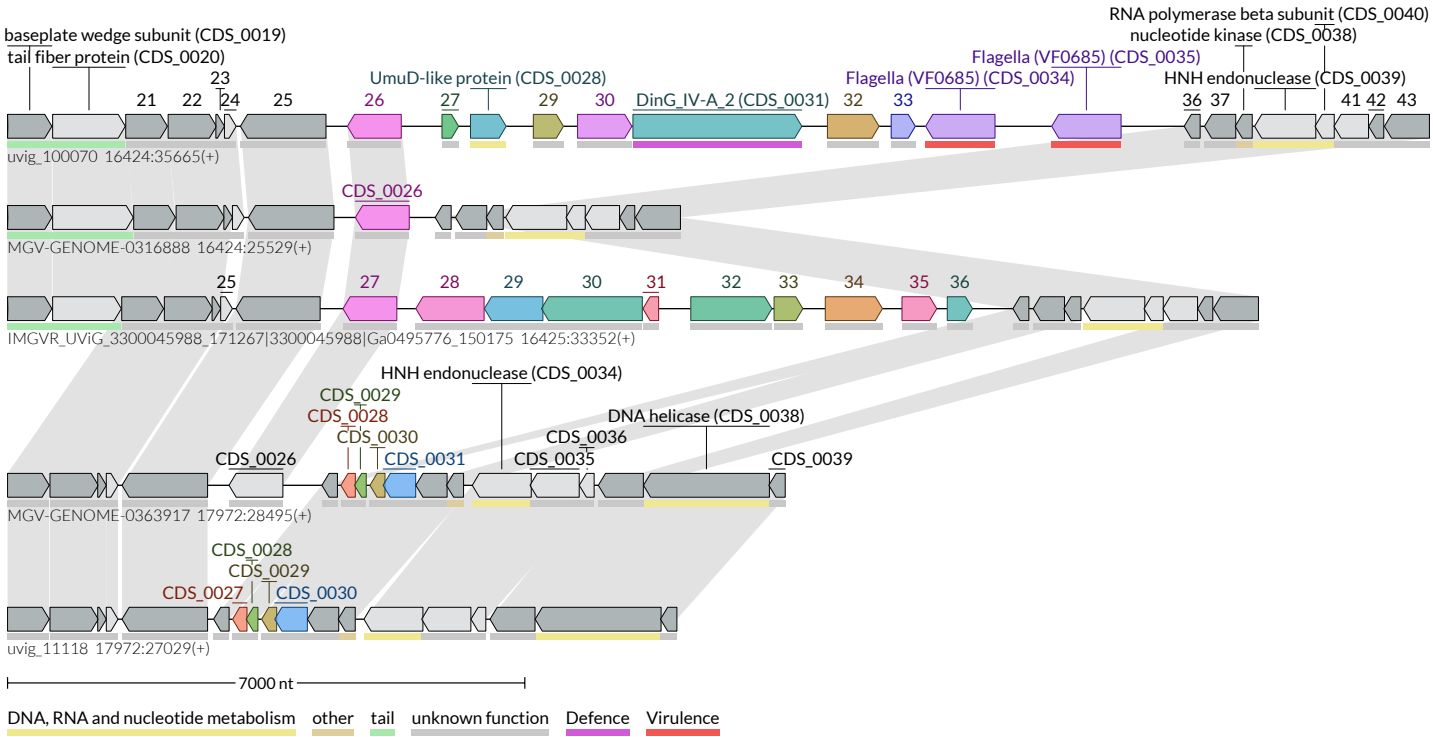 RNA polymerase beta subunit (CDS_0040)
baseplate wedge subunit (CDS_0019)
nucleotide kinase (CDS_0038)
tail fiber protein (CDS_0020)
Flagella (VF0685) (CDS_0035)
23
UmuD-like protein (CDS_0028)
Flagella (VF0685) (CDS_0034)
HNH endonuclease (CDS_0039)
21 22 24 25 26 27 29 30 DinG_IV-A_2 (CDS_0031) 32 33 36 37 41 42 43
uvig_100070 16424:35665(+)
CDS_0026
MGV-GENOME-0316888 16424:25529(+)
25 27 28 29 30 31 32 33 34 35 36
IMGVR_UViG_3300045988_171267|3300045988|Ga0495776_150175 16425:33352(+)
HNH endonuclease (CDS_0034)
CDS_0029
CDS_0028
DNA helicase (CDS_0038)
CDS_0030
CDS_0036
CDS_0026 CDS_0031 CDS_0035 CDS_0039
MGV-GENOME-0363917 17972:28495(+)
CDS_0028
CDS_0029
CDS_0027 CDS_0030
uvig_11118 17972:27029(+)
7000 nt
DNA, RNA and nucleotide metabolism other tail unknown function Defence Virulence